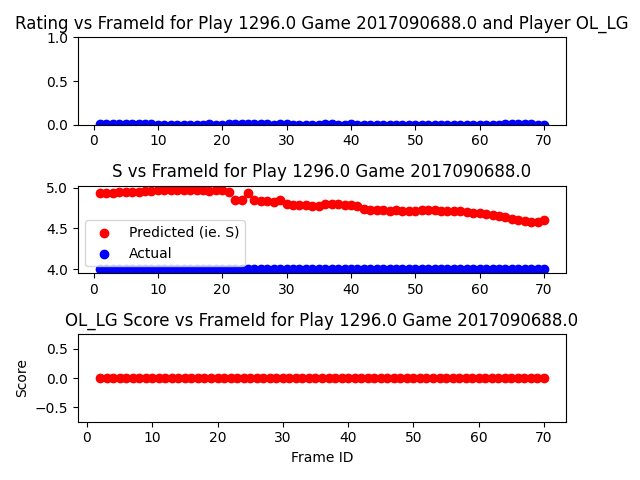 Rating vs FrameId for Play 1296.0 Game 2017090688.0 and Player OL_LG
1.0
0.5
0.0
0 10 20 30 40 50 60 70
S vs FrameId for Play 1296.0 Game 2017090688.0
5.0
4.5
4.0
Predicted (ie. S)
Actual
0 10 20 30 40 50 60 70
OL_LG Score vs FrameId for Play 1296.0 Game 2017090688.0
Score
0.5
0.0
−0.5
0 10 20 30 40 50 60 70
Frame ID